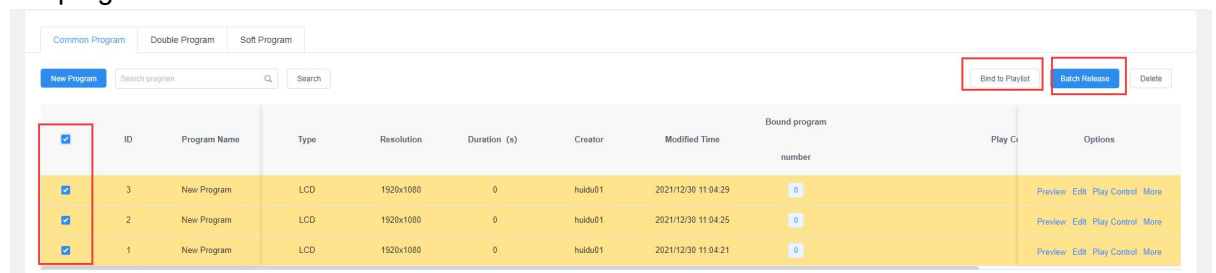 Common Program Double Program Soft Program
New Program Search program Search Bind to Playlist Batch Release Delete
Bound program
ID Program Name Type Resolution Duration (s) Creator Modified Time Play Co Options
number
3 New Program LCD 1920x1080 0 huidu01 2021/12/30 11:04:29 0 Preview Edit Play Control More
2 New Program LCD 1920x1080 0 huidu01 2021/12/30 11:04:25 0 Preview Edit Play Control More
1 New Program LCD 1920x1080 0 huidu01 2021/12/30 11:04:21 0 Preview Edit Play Control More